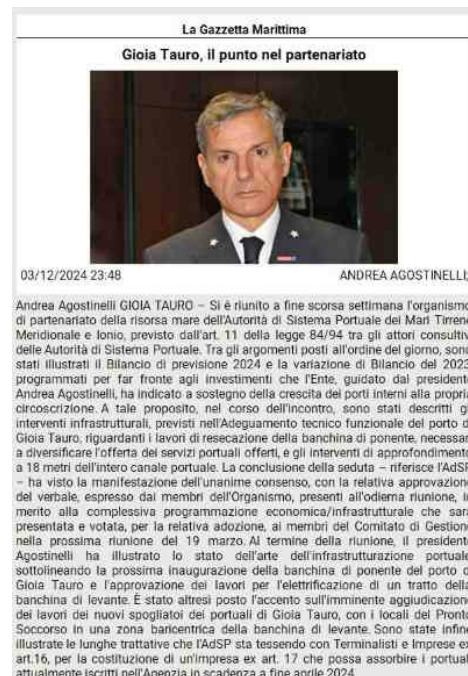 La Gazzetta Marittima
Gioia Tauro, il punto nel partenariato
03/12/2024 23:48
ANDREA AGOSTINELLI;
Andrea Agostinelli GIOIA TAURO – Si è riunito a fine scorsa settimana l'organismo
di partenariato della risorsa mare dell'Autorità di Sistema Portuale dei Mari Tirreno
Meridionale e Ionio, previsto dall'art. 11 della legge 84/94 tra gli attori consultivi
delle Autorità di Sistema Portuale. Tra gli argomenti posti all'ordine del giorno, sono
stati illustrati il Bilancio di previsione 2024 e la variazione di Bilancio del 2023
programmati per far fronte agli investimenti che l'Ente, guidato dal presidente
Andrea Agostinelli, ha indicato a sostegno della crescita dei porti interni alla propria
circoscrizione. A tale proposito, nel corso dell'incontro, sono stati descritti gli
interventi infrastrutturali, previsti nell'Adeguamento tecnico funzionale del porto di
Gioia Tauro, riguardanti i lavori di resecazione della banchina di ponente, necessari
a diversificare l'offerta dei servizi portuali offerti, e gli interventi di approfondimento
a 18 metri dell'intero canale portuale. La conclusione della seduta – riferisce l'AdSP
– ha visto la manifestazione dell'unanime consenso, con la relativa approvazione
del verbale, espresso dai membri dell'Organismo, presenti all'odierna riunione, in
merito alla complessiva programmazione economica/infrastrutturale che sarà
presentata e votata, per la relativa adozione, ai membri del Comitato di Gestione
nella prossima riunione del 19 marzo. Al termine della riunione, il presidente
Agostinelli ha illustrato lo stato dell'arte dell'infrastrutturazione portuale,
sottolineando la prossima inaugurazione della banchina di ponente del porto di
Gioia Tauro e l'approvazione dei lavori per l'elettrificazione di un tratto della
banchina di levante. È stato altresì posto l'accento sull'imminente aggiudicazione
dei lavori dei nuovi spogliatoi dei portuali di Gioia Tauro, con i locali del Pronto
Soccorso in una zona baricentrica della banchina di levante. Sono state infine
illustrate le lunghe trattative che l'AdSP sta tessendo con Terminalisti e Imprese ex
art.16, per la costituzione di un'impresa ex art. 17 che possa assorbire i portuali
attualmente iscritti nell'Agenzia in scadenza a fine aprile 2024